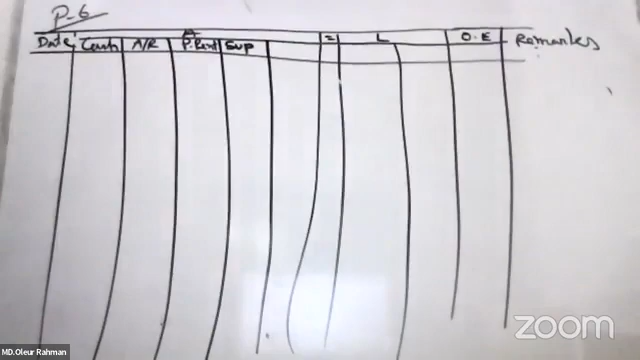 P-6
A = L O.E Remarks
Date Cash A/R P.Rent Sup
zoom
MD.Oleur Rahman